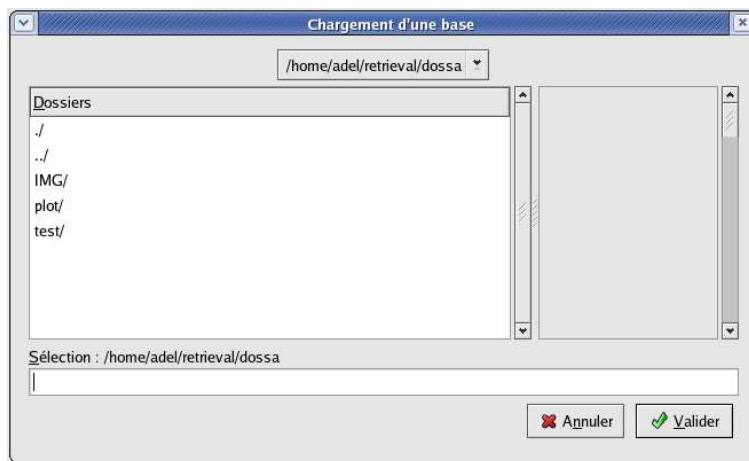 Chargement d'une base
/home/adel/retrieval/dossa
Dossiers
./
../
IMG/
plot/
test/
Sélection : /home/adel/retrieval/dossa
Annuler
Valider